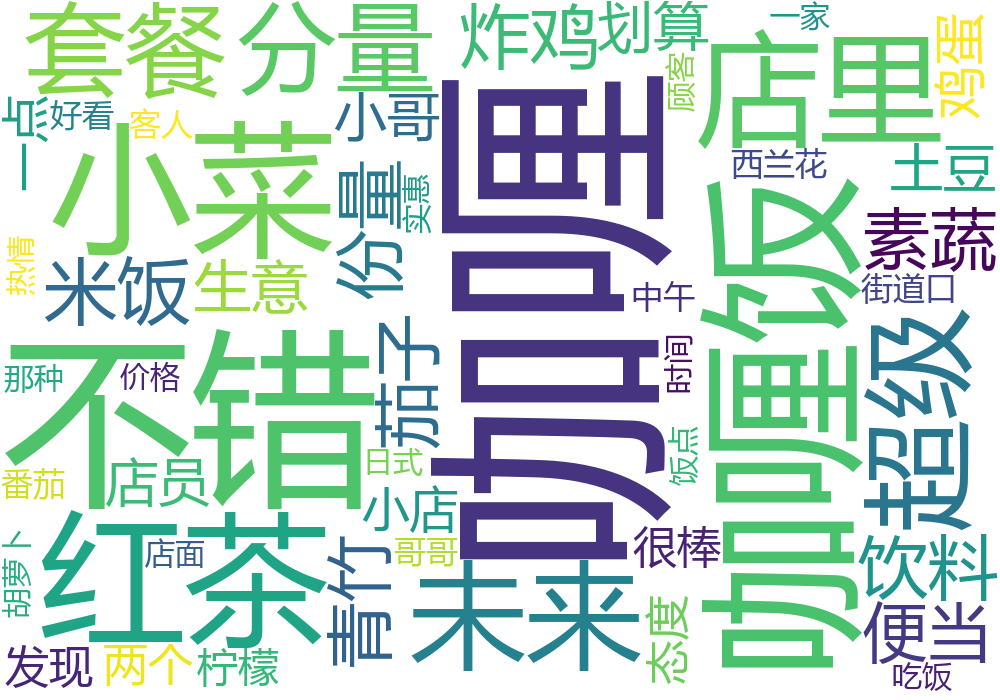 套餐
分量
炸鸡
划算
一家
鸡蛋
顾客
店里
一点
好看
客人
小哥
小菜
份量
实惠
咖喱
西兰花
土豆
素蔬
热情
米饭
生意
中午
咖喱饭
街道口
不错
那种
价格
茄子
时间
超级
番茄
店员
日式
小店
饭点
胡萝卜
红茶
店面
青竹
哥哥
很棒
未来
饮料
态度
便当
发现
两个
柠檬
吃饭